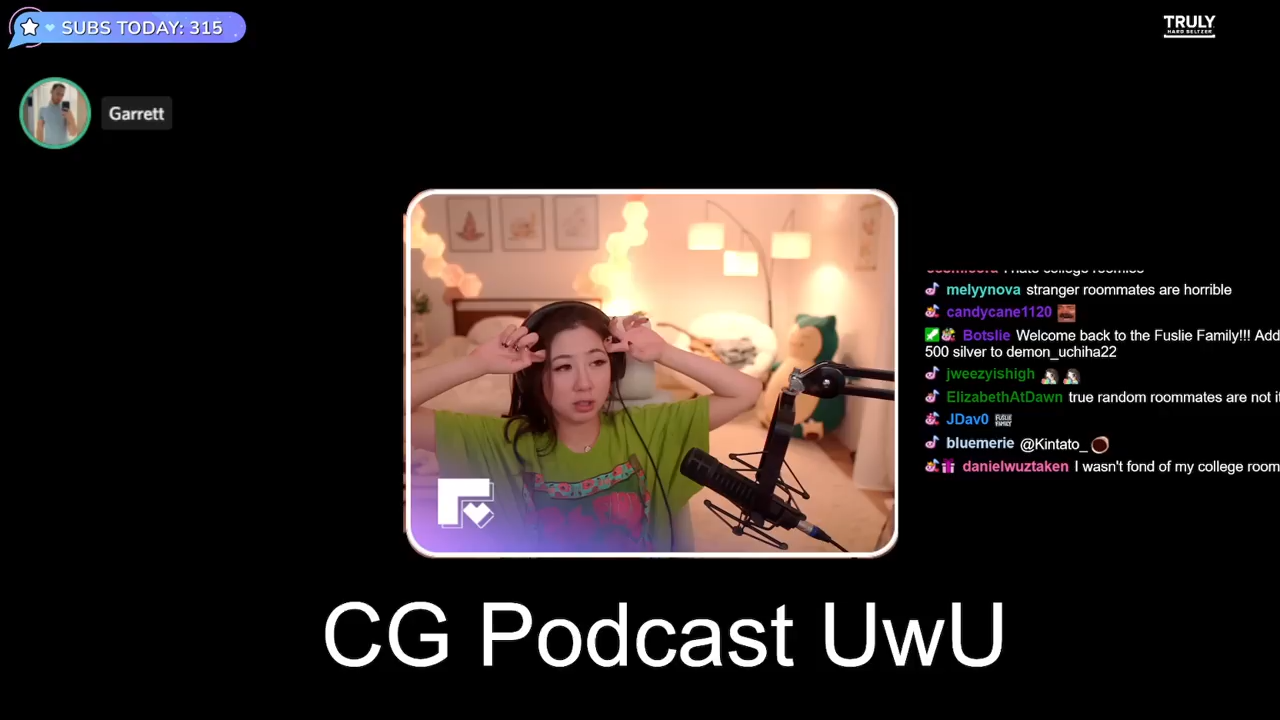 SUBS TODAY: 315
TRULY
HARD SELTZER
Garrett
melyynova stranger roommates are horrible
candycane1120
Botslie Welcome back to the Fuslie Family!!! Add
500 silver to demon_uchiha22
jweezyishigh
ElizabethAtDawn true random roommates are not i
JDav0
bluemerie @Kintato_
danielwuztaken I wasn't fond of my college room
CG Podcast UwU